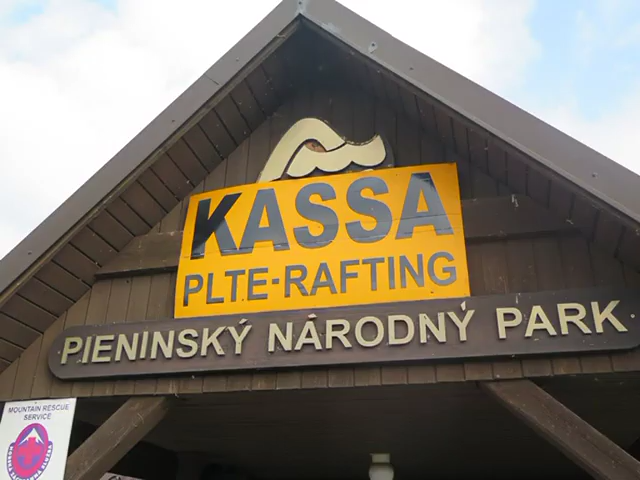 KASSA
PLTE-RAFTING
PIENINSKÝ NÁRODNÝ PARK
MOUNTAIN RESCUE
SERVICE